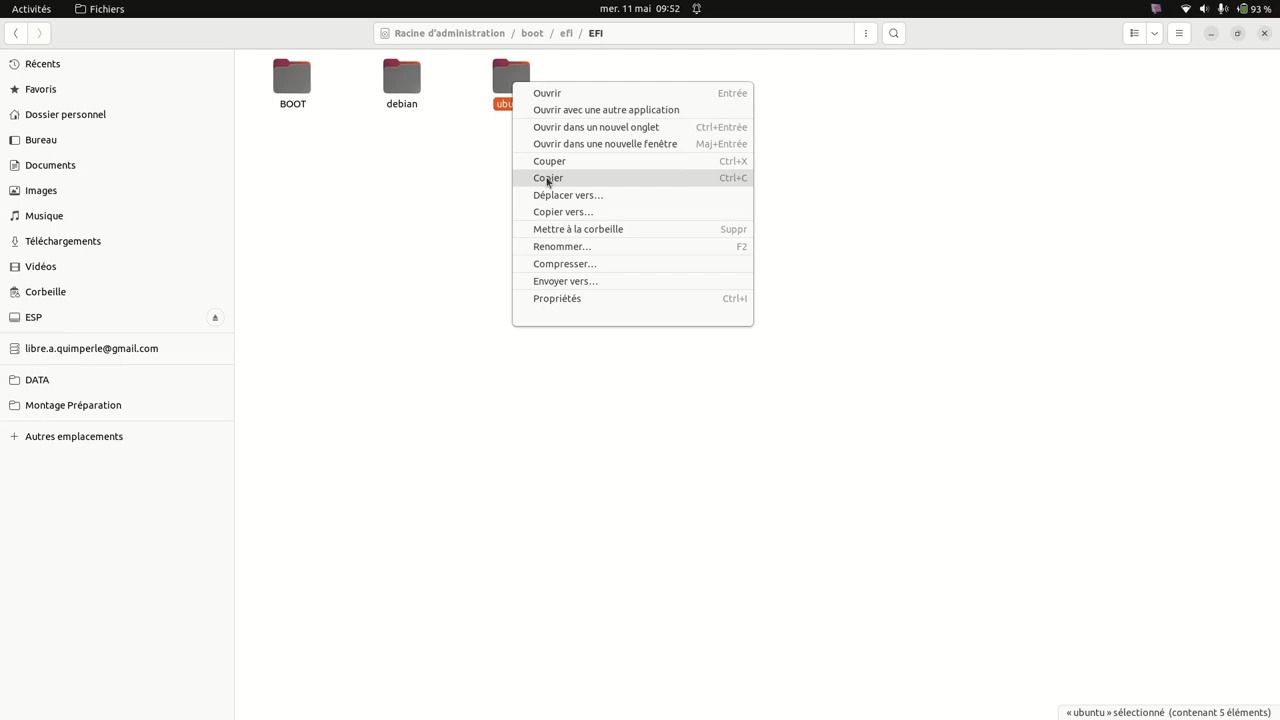 Activités Fichiers mer. 11 mai 09:52 93 %
Racine d'administration / boot / efi / EFI
Récents
Favoris
Dossier personnel
Bureau
Documents
Images
Musique
Téléchargements
Vidéos
Corbeille
ESP
libre.a.quimperle@gmail.com
DATA
Montage Préparation
+ Autres emplacements
BOOT debian ubu
Ouvrir Entrée
Ouvrir avec une autre application
Ouvrir dans un nouvel onglet Ctrl+Entrée
Ouvrir dans une nouvelle fenêtre Maj+Entrée
Couper Ctrl+X
Copier Ctrl+C
Déplacer vers…
Copier vers…
Mettre à la corbeille Suppr
Renommer… F2
Compresser…
Envoyer vers…
Propriétés Ctrl+I
« ubuntu » sélectionné (contenant 5 éléments)